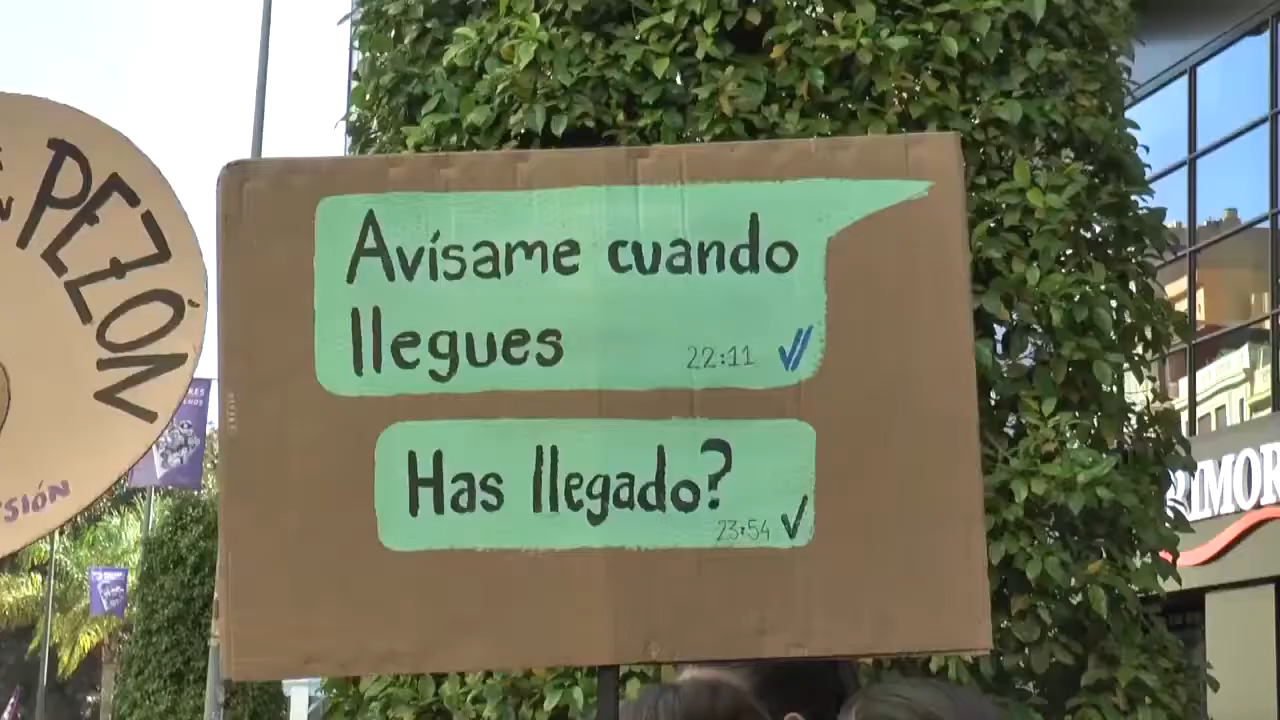 PEZÓN
SIÓN
Avísame cuando
llegues
22:11
Has llegado?
23:54
RIMOR